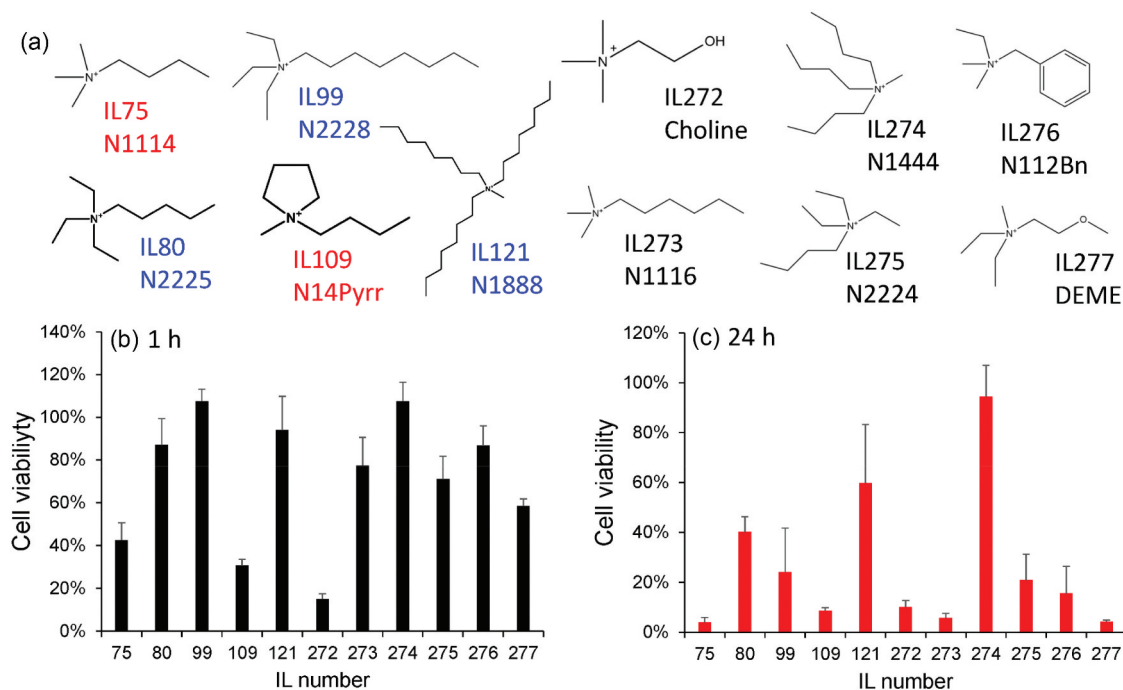 (a)
N⁺
IL75
N1114
N⁺
IL99
N2228
N⁺
OH
IL272
Choline
N⁺
IL274
N1444
N⁺
IL276
N112Bn
N⁺
IL80
N2225
N⁺
IL109
N14Pyrr
N⁺
IL121
N1888
N⁺
IL273
N1116
N⁺
IL275
N2224
N⁺
O
IL277
DEME
(b) 1 h
Cell viabiliyty
140%
120%
100%
80%
60%
40%
20%
0%
75 80 99 109 121 272 273 274 275 276 277
IL number
(c) 24 h
Cell viability
120%
100%
80%
60%
40%
20%
0%
75 80 99 109 121 272 273 274 275 276 277
IL number